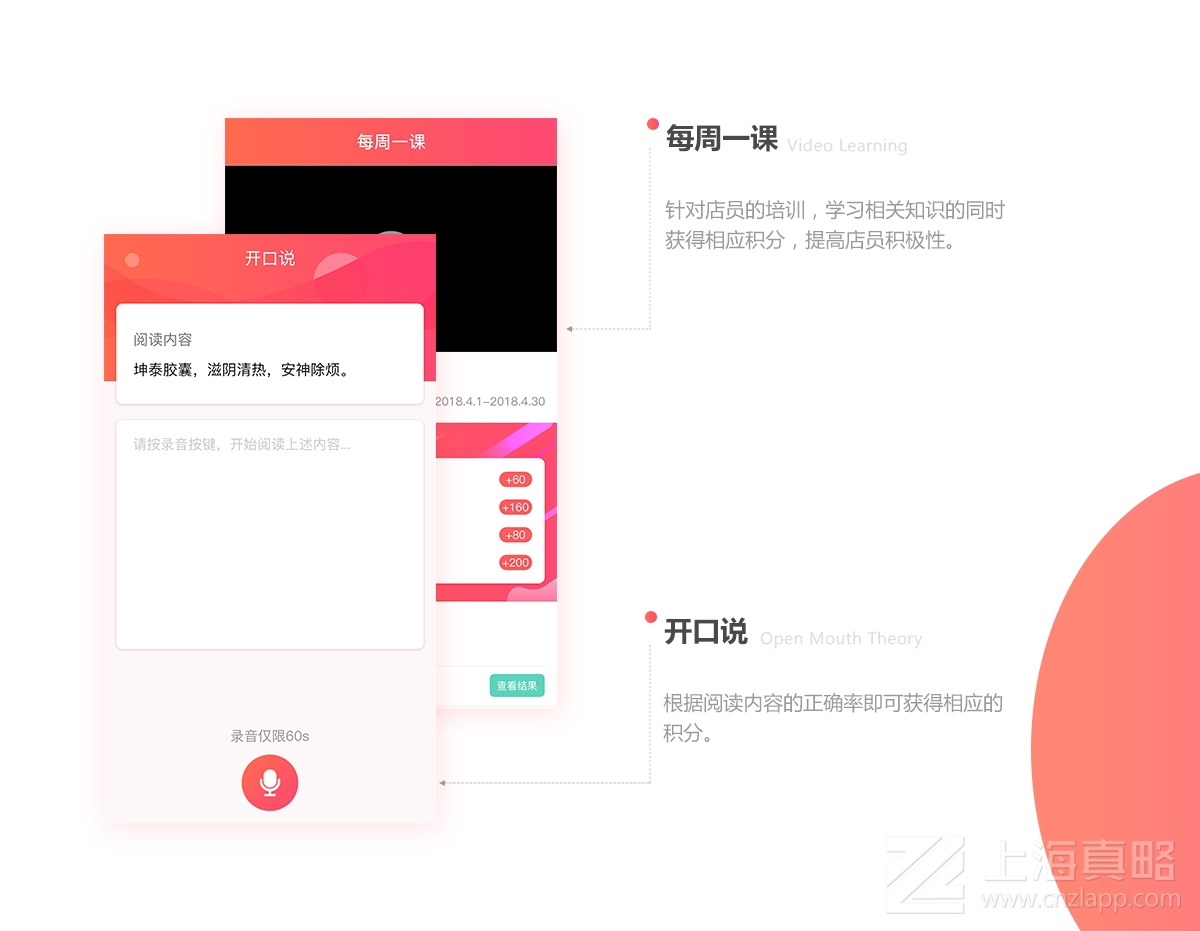 每周一课
2018.4.1-2018.4.30
+60
+160
+80
+200
查看结果
开口说
阅读内容
坤泰胶囊，滋阴清热，安神除烦。
请按录音按键，开始阅读上述内容...
录音仅限60s
每周一课 Video Learning
针对店员的培训，学习相关知识的同时
获得相应积分，提高店员积极性。
开口说 Open Mouth Theory
根据阅读内容的正确率即可获得相应的
积分。
上海真略
www.cnzlapp.com